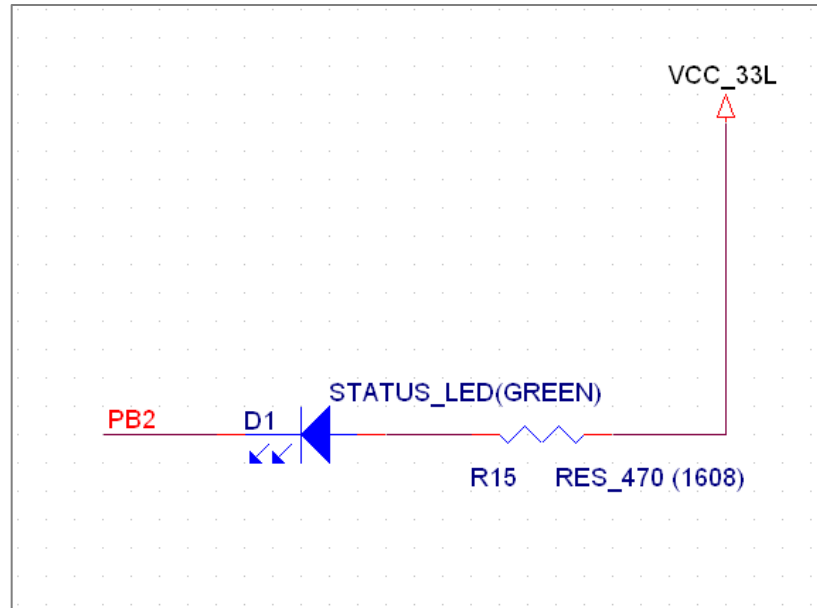 VCC_33L
STATUS_LED(GREEN)
PB2
D1
R15
RES_470 (1608)